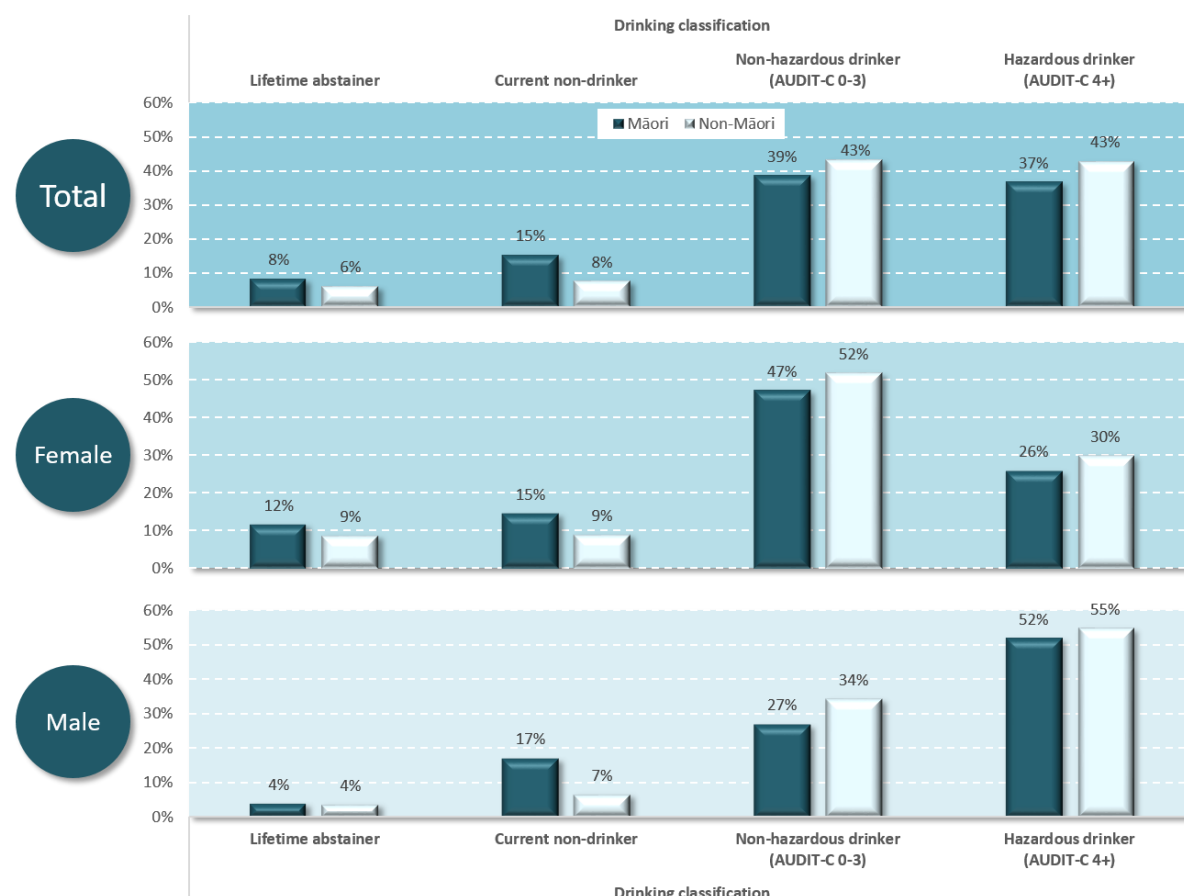 Drinking classification
Lifetime abstainer
Current non-drinker
Non-hazardous drinker
(AUDIT-C 0-3)
Hazardous drinker
(AUDIT-C 4+)
Total
60%
50%
40%
30%
20%
10%
0%
Māori Non-Māori
8% 6%
15% 8%
39% 43%
37% 43%
Female
60%
50%
40%
30%
20%
10%
0%
12% 9%
15% 9%
47% 52%
26% 30%
Male
60%
50%
40%
30%
20%
10%
0%
4% 4%
17% 7%
27% 34%
52% 55%
Lifetime abstainer
Current non-drinker
Non-hazardous drinker
(AUDIT-C 0-3)
Hazardous drinker
(AUDIT-C 4+)
Drinking classification